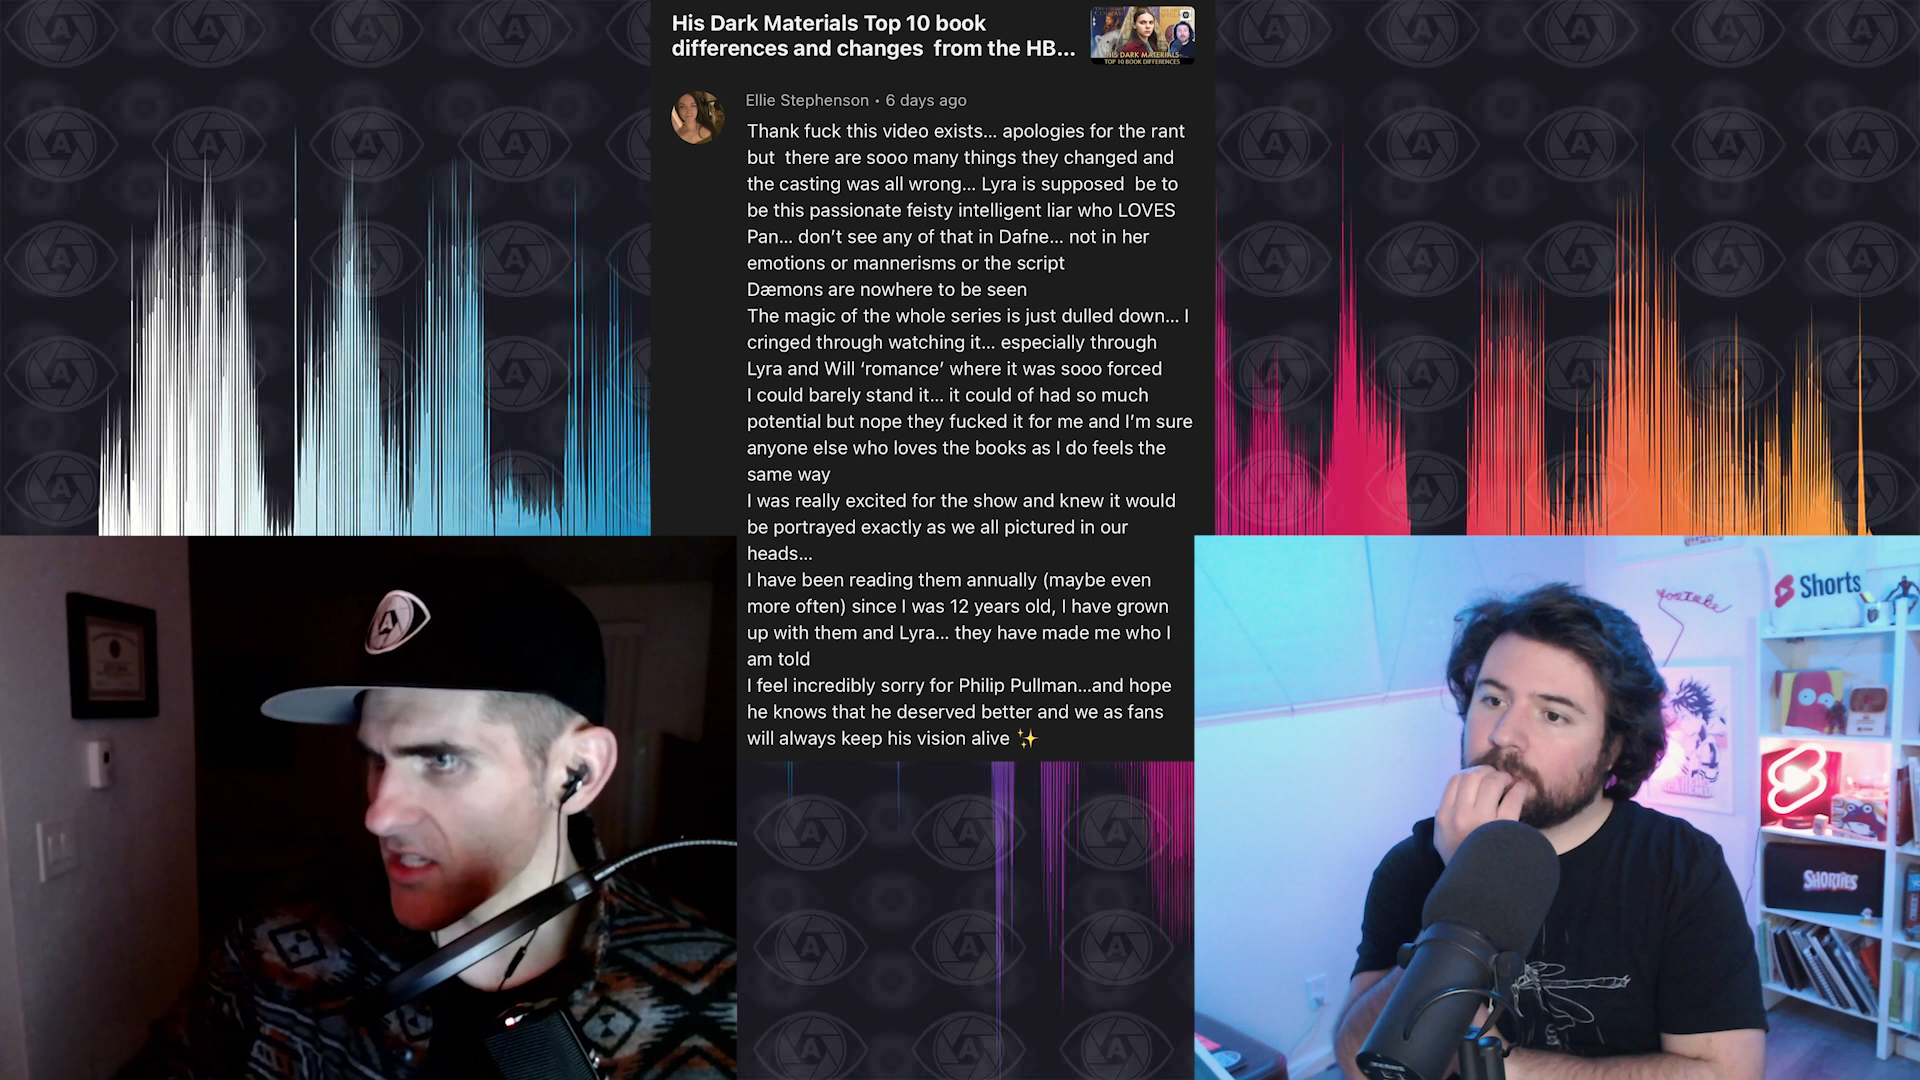 His Dark Materials Top 10 book
differences and changes  from the HB...
HIS DARK MATERIALS
TOP 10 BOOK DIFFERENCES
Ellie Stephenson • 6 days ago
Thank fuck this video exists... apologies for the rant
but  there are sooo many things they changed and
the casting was all wrong... Lyra is supposed  be to
be this passionate feisty intelligent liar who LOVES
Pan... don’t see any of that in Dafne... not in her
emotions or mannerisms or the script
Dæmons are nowhere to be seen
The magic of the whole series is just dulled down... I
cringed through watching it... especially through
Lyra and Will ‘romance’ where it was sooo forced
I could barely stand it... it could of had so much
potential but nope they fucked it for me and I’m sure
anyone else who loves the books as I do feels the
same way
I was really excited for the show and knew it would
be portrayed exactly as we all pictured in our
heads...
I have been reading them annually (maybe even
more often) since I was 12 years old, I have grown
up with them and Lyra... they have made me who I
am told
I feel incredibly sorry for Philip Pullman...and hope
he knows that he deserved better and we as fans
will always keep his vision alive ✨
youtube
Shorts
SHORTIES